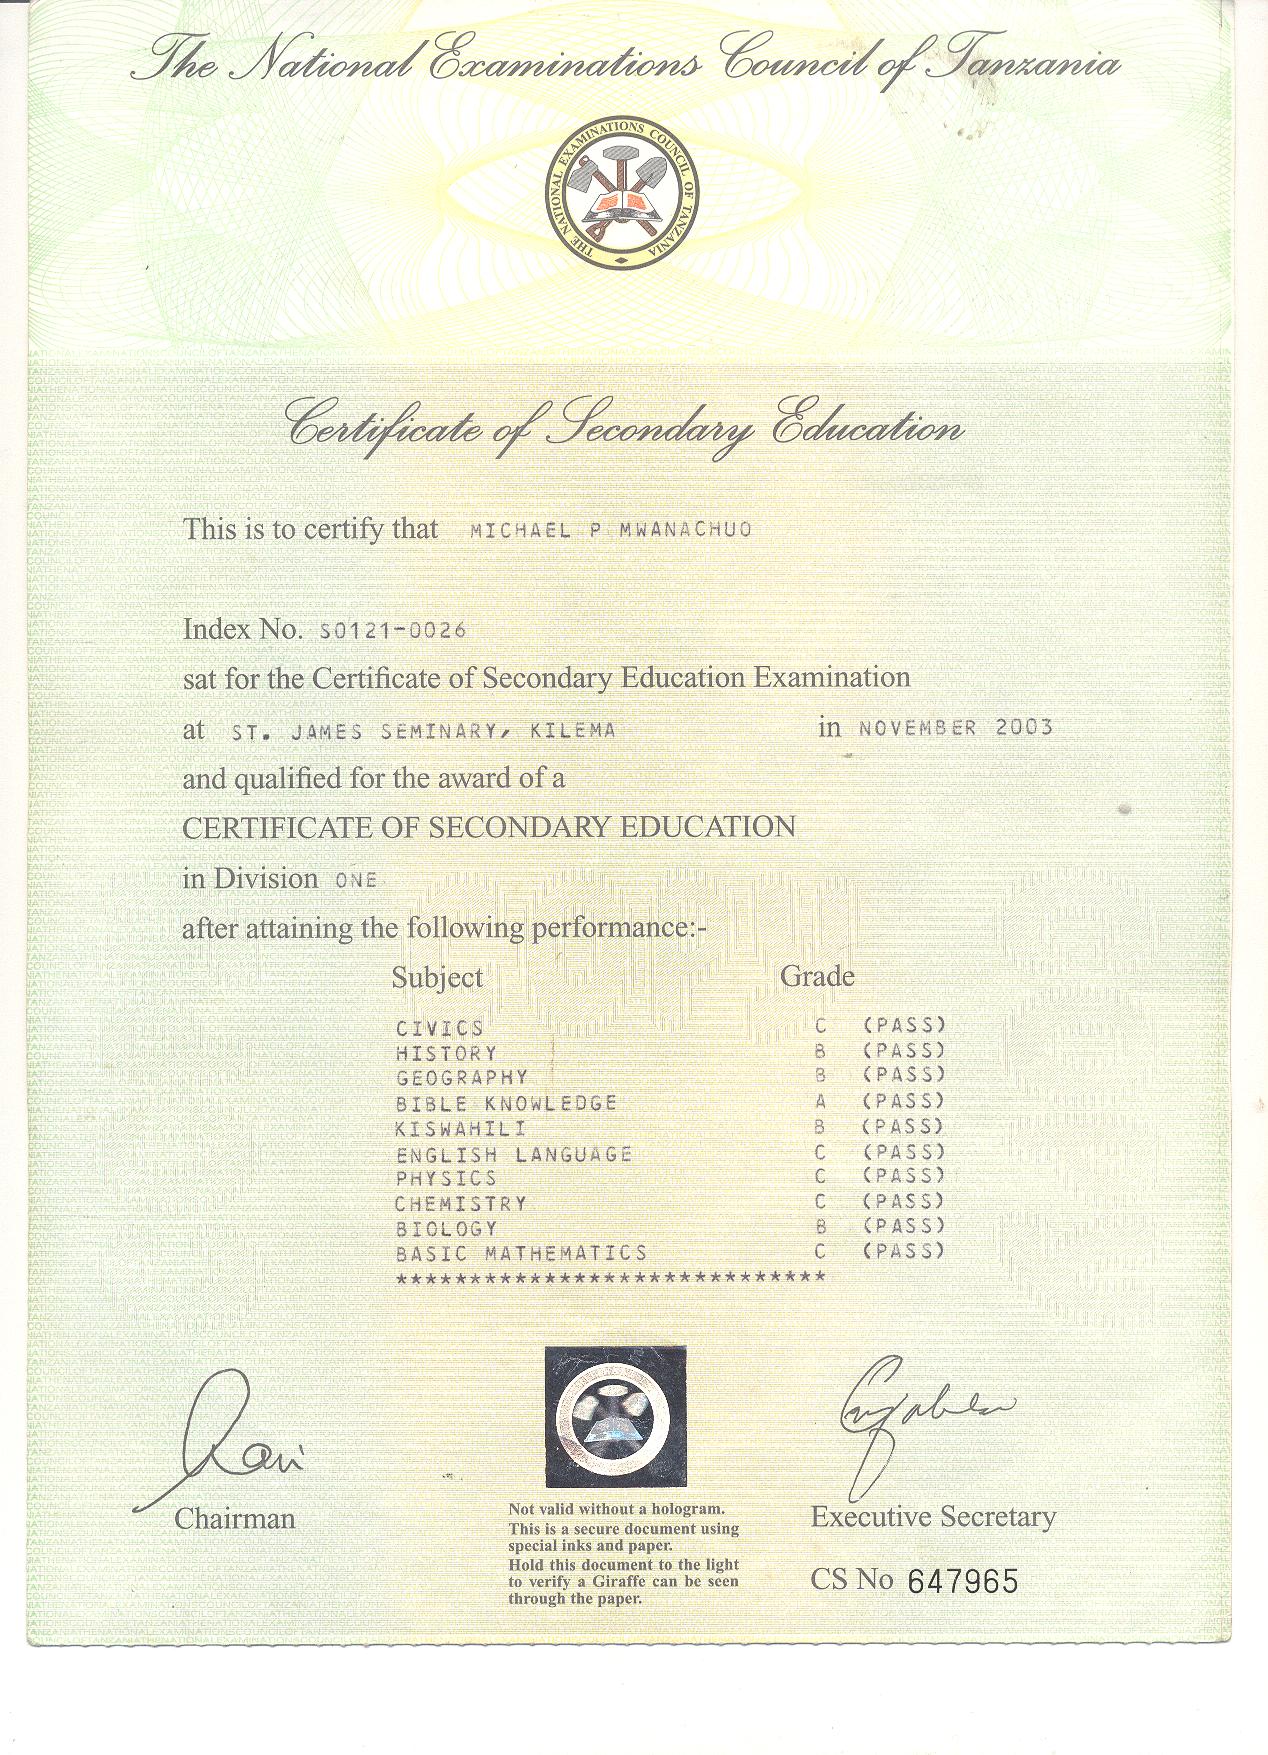 The National Examinations Council of Tanzania
THE NATIONAL EXAMINATIONS COUNCIL OF TANZANIA
Certificate of Secondary Education
This is to certify that MICHAEL P MWANACHUO
Index No. S0121-0026
sat for the Certificate of Secondary Education Examination
at ST. JAMES SEMINARY, KILEMA in NOVEMBER 2003
and qualified for the award of a
CERTIFICATE OF SECONDARY EDUCATION
in Division ONE
after attaining the following performance:-
Subject Grade
CIVICS C (PASS)
HISTORY B (PASS)
GEOGRAPHY B (PASS)
BIBLE KNOWLEDGE A (PASS)
KISWAHILI B (PASS)
ENGLISH LANGUAGE C (PASS)
PHYSICS C (PASS)
CHEMISTRY C (PASS)
BIOLOGY B (PASS)
BASIC MATHEMATICS C (PASS)
*****************************
Chairman
Not valid without a hologram.
This is a secure document using
special inks and paper.
Hold this document to the light
to verify a Giraffe can be seen
through the paper.
Executive Secretary
CS No 647965